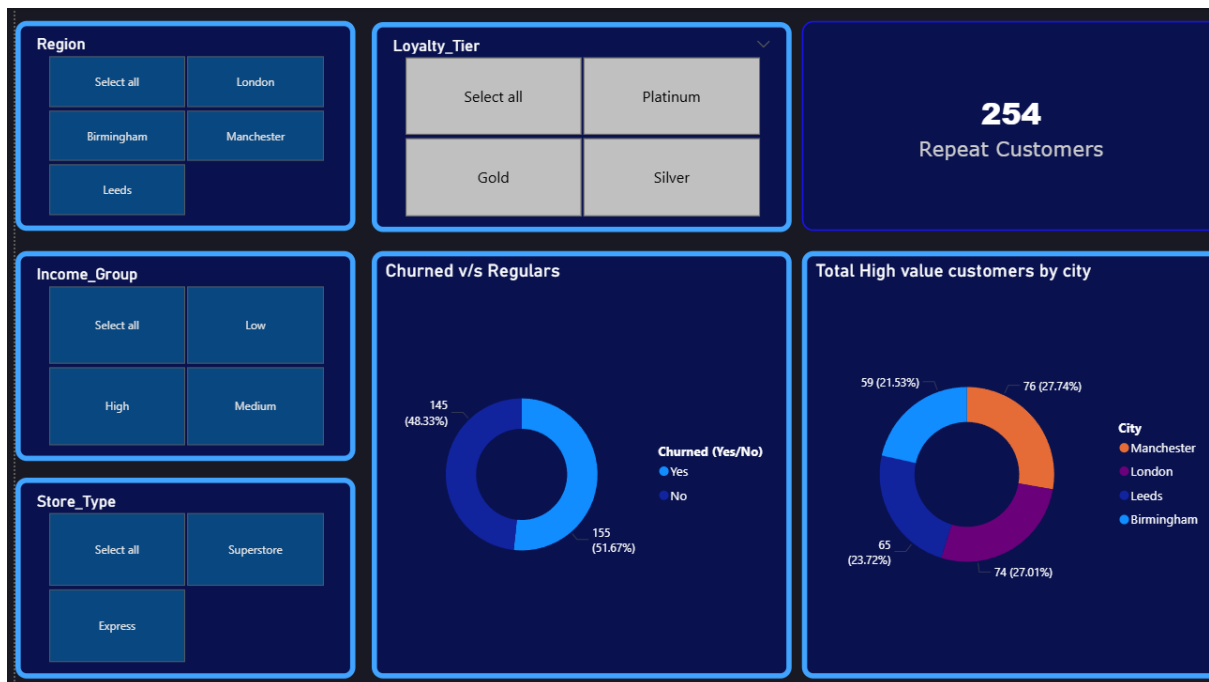 Region
Select all
London
Birmingham
Manchester
Leeds
Loyalty_Tier
Select all
Platinum
Gold
Silver
254
Repeat Customers
Income_Group
Select all
Low
High
Medium
Churned v/s Regulars
145
(48.33%)
155
(51.67%)
Churned (Yes/No)
Yes
No
Total High value customers by city
59 (21.53%)
76 (27.74%)
65
(23.72%)
74 (27.01%)
City
Manchester
London
Leeds
Birmingham
Store_Type
Select all
Superstore
Express